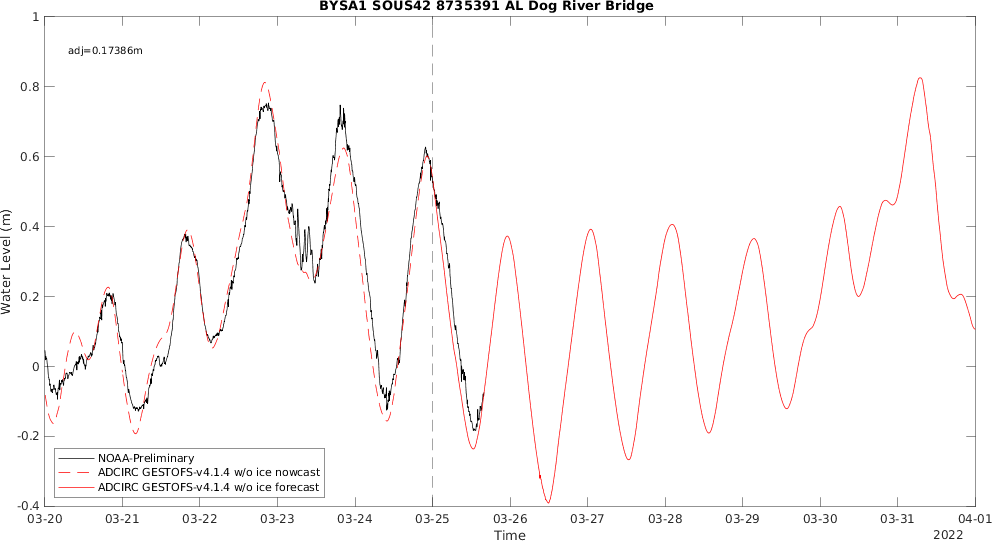 BYSA1 SOUS42 8735391 AL Dog River Bridge
adj=0.17386m
1
0.8
0.6
0.4
0.2
0
-0.2
-0.4
Water Level (m)
NOAA-Preliminary
ADCIRC GESTOFS-v4.1.4 w/o ice nowcast
ADCIRC GESTOFS-v4.1.4 w/o ice forecast
03-20 03-21 03-22 03-23 03-24 03-25 03-26 03-27 03-28 03-29 03-30 03-31 04-01
Time
2022